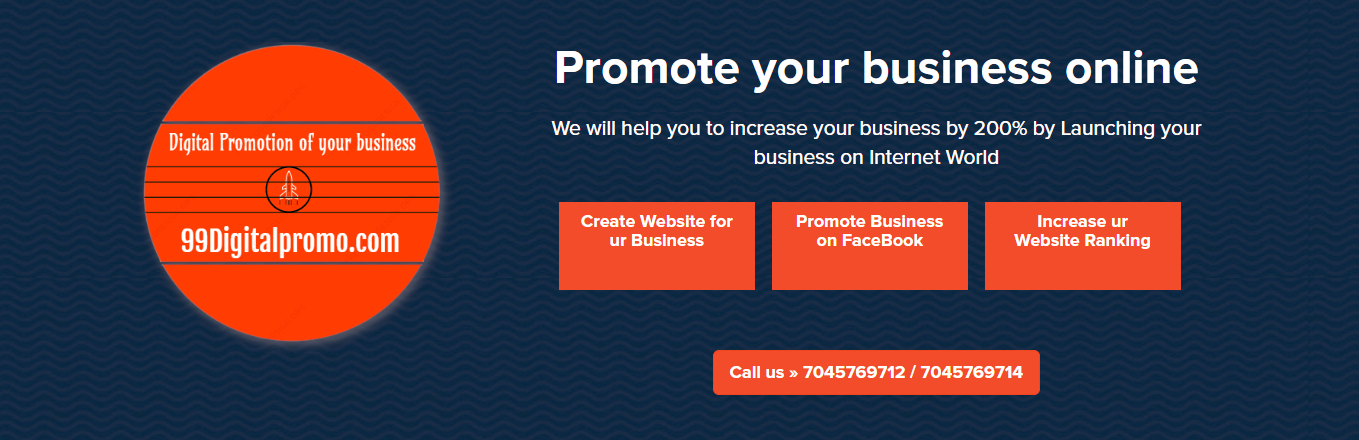 Digital Promotion of your business
99Digitalpromo.com
Promote your business online
We will help you to increase your business by 200% by Launching your
business on Internet World
Create Website for
ur Business
Promote Business
on FaceBook
Increase ur
Website Ranking
Call us » 7045769712 / 7045769714